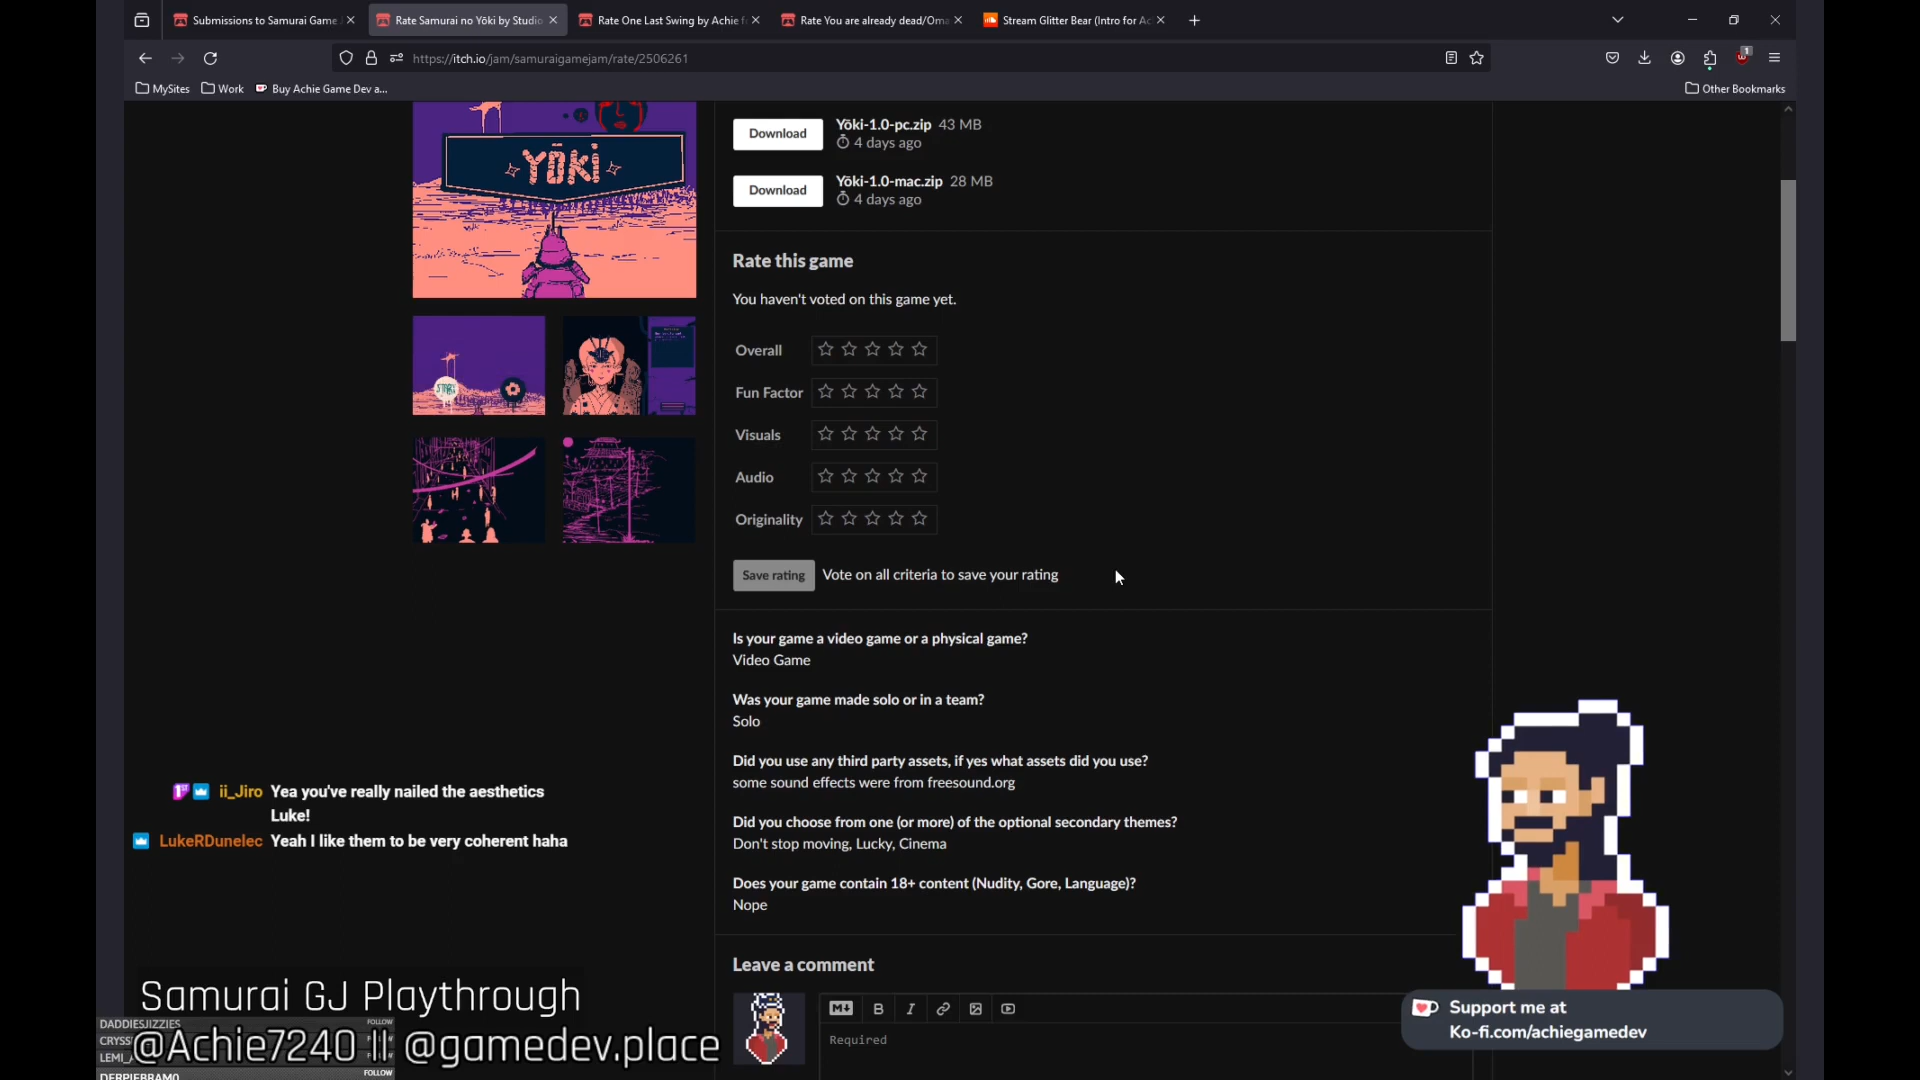 Submissions to Samurai Game J
Rate Samurai no Yōki by Studio
Rate One Last Swing by Achie f
Rate You are already dead/Oma
Stream Glitter Bear (Intro for Ac
https://itch.io/jam/samuraigamejam/rate/2506261
1
MySites
Work
Buy Achie Game Dev a...
Other Bookmarks
YŌKI
START
Download
Yōki-1.0-pc.zip 43 MB
4 days ago
Download
Yōki-1.0-mac.zip 28 MB
4 days ago
Rate this game
You haven't voted on this game yet.
Overall
Fun Factor
Visuals
Audio
Originality
Save rating
Vote on all criteria to save your rating
Is your game a video game or a physical game?
Video Game
Was your game made solo or in a team?
Solo
Did you use any third party assets, if yes what assets did you use?
some sound effects were from freesound.org
Did you choose from one (or more) of the optional secondary themes?
Don't stop moving, Lucky, Cinema
Does your game contain 18+ content (Nudity, Gore, Language)?
Nope
Leave a comment
Required
ii_Jiro Yea you've really nailed the aesthetics
Luke!
LukeRDunelec Yeah I like them to be very coherent haha
Samurai GJ Playthrough
@Achie7240 || @gamedev.place
DADDIESJIZZIES FOLLOW
CRYSS
LEMI_A
DERPIEBRAM0 FOLLOW
Support me at
Ko-fi.com/achiegamedev